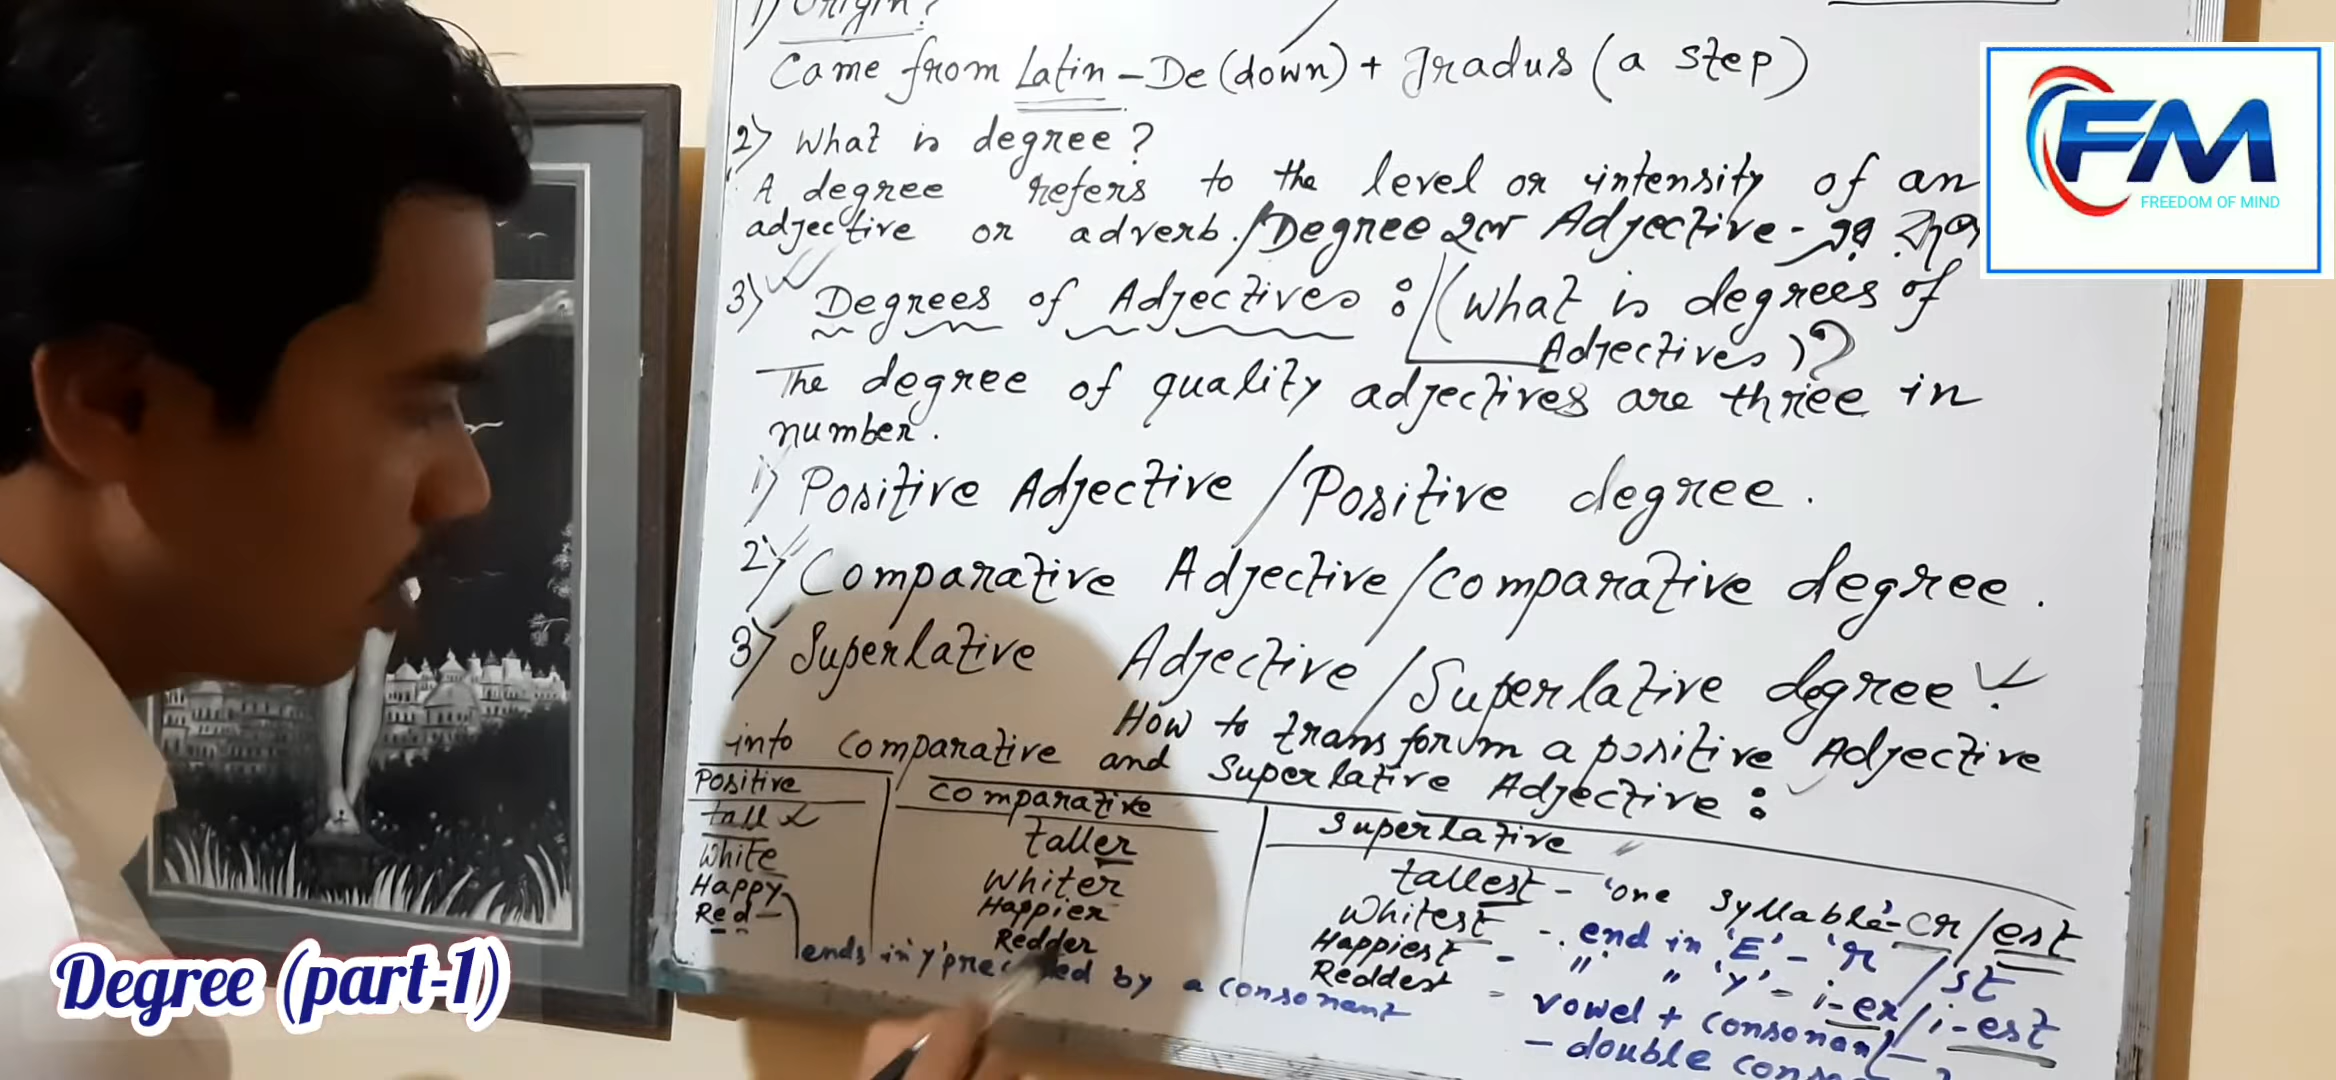 1) Origin?
Came from Latin - De (down) + gradus (a step)
2) What is degree?
A degree refers to the level or intensity of an
adjective or adverb. / Degree হল Adjective - এর
3) Degrees of Adjectives : (What is degrees of
Adjectives)?
The degree of quality adjectives are three in
number.
1) Positive Adjective / Positive degree.
2) Comparative Adjective / Comparative degree.
3) Superlative Adjective / Superlative degree.
How to transform a positive Adjective
into comparative and Superlative Adjective :
Positive Comparative Superlative
tall taller tallest - 'one syllable' - er/est
White Whiter Whitest - end in 'E' - 'r/st
Happy Happier Happiest - " " 'y' - i-er/i-est
Red - Redder Reddest - vowel + consonant -
ends in 'y' preceded by a consonant
- double
FM
FREEDOM OF MIND
Degree (part-1)